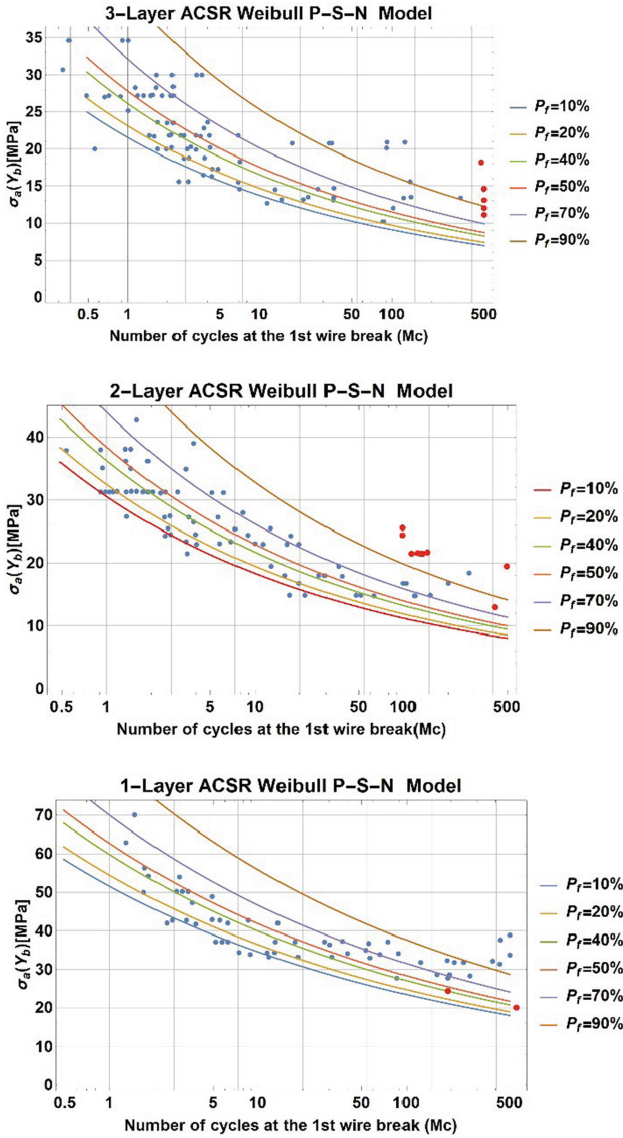 3-Layer ACSR Weibull P-S-N Model
35
30
25
20
15
10
5
0
σa(Yb)[MPa]
0.5 1 5 10 50 100 500
Number of cycles at the 1st wire break (Mc)
Pf=10%
Pf=20%
Pf=40%
Pf=50%
Pf=70%
Pf=90%
2-Layer ACSR Weibull P-S-N Model
40
30
20
10
0
σa(Yb)[MPa]
0.5 1 5 10 50 100 500
Number of cycles at the 1st wire break(Mc)
Pf=10%
Pf=20%
Pf=40%
Pf=50%
Pf=70%
Pf=90%
1-Layer ACSR Weibull P-S-N Model
70
60
50
40
30
20
10
0
σa(Yb)[MPa]
0.5 1 5 10 50 100 500
Number of cycles at the 1st wire break (Mc)
Pf=10%
Pf=20%
Pf=40%
Pf=50%
Pf=70%
Pf=90%